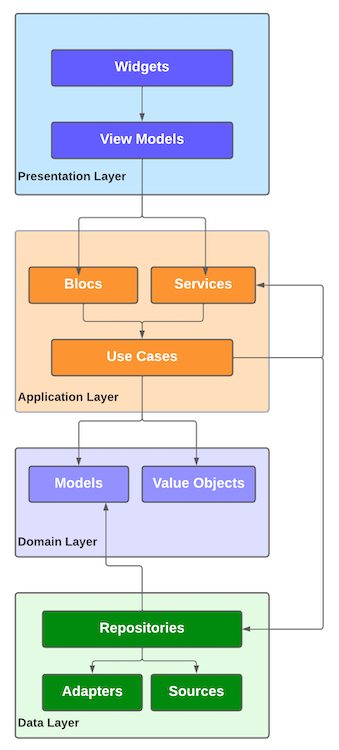 Widgets
View Models
Presentation Layer
Blocs
Services
Use Cases
Application Layer
Models
Value Objects
Domain Layer
Repositories
Adapters
Sources
Data Layer